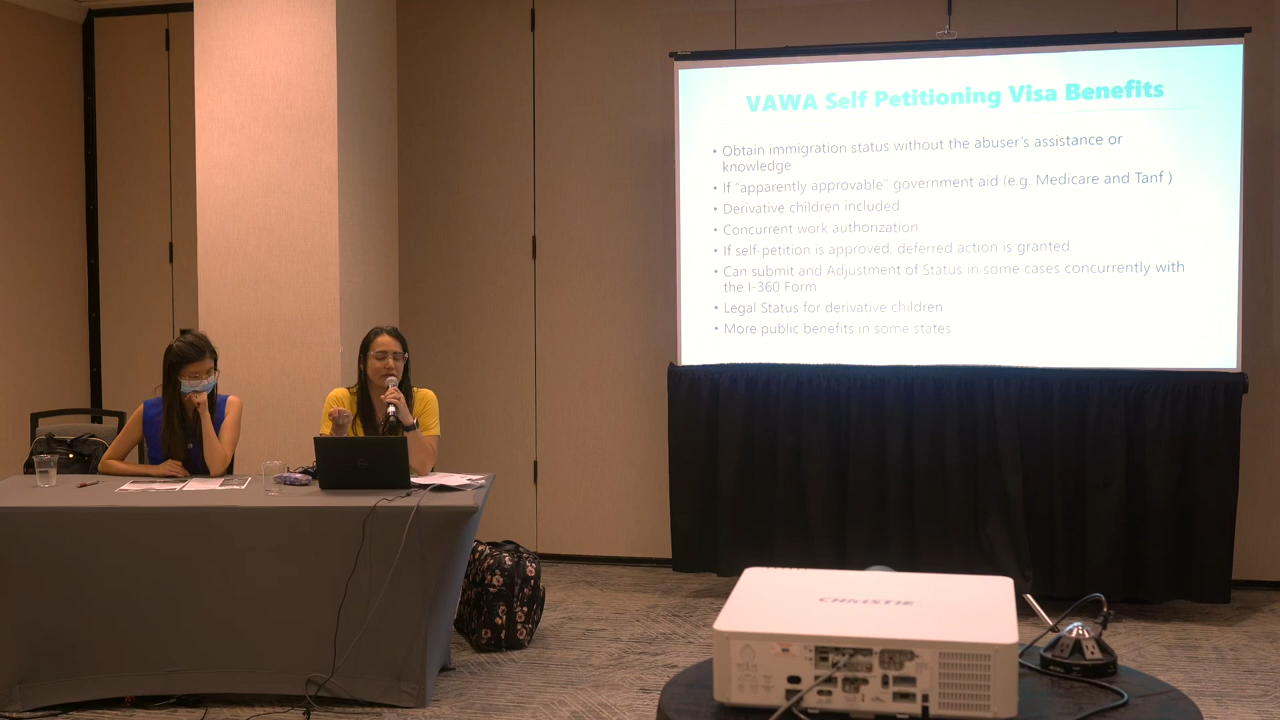 VAWA Self Petitioning Visa Benefits
• Obtain immigration status without the abuser's assistance or
knowledge
• If "apparently approvable" government aid (e.g. Medicare and Tanf )
• Derivative children included
• Concurrent work authorization
• If self-petition is approved, deferred action is granted
• Can submit and Adjustment of Status in some cases concurrently with
the I-360 Form
• Legal Status for derivative children
• More public benefits in some states
CHRISTIE